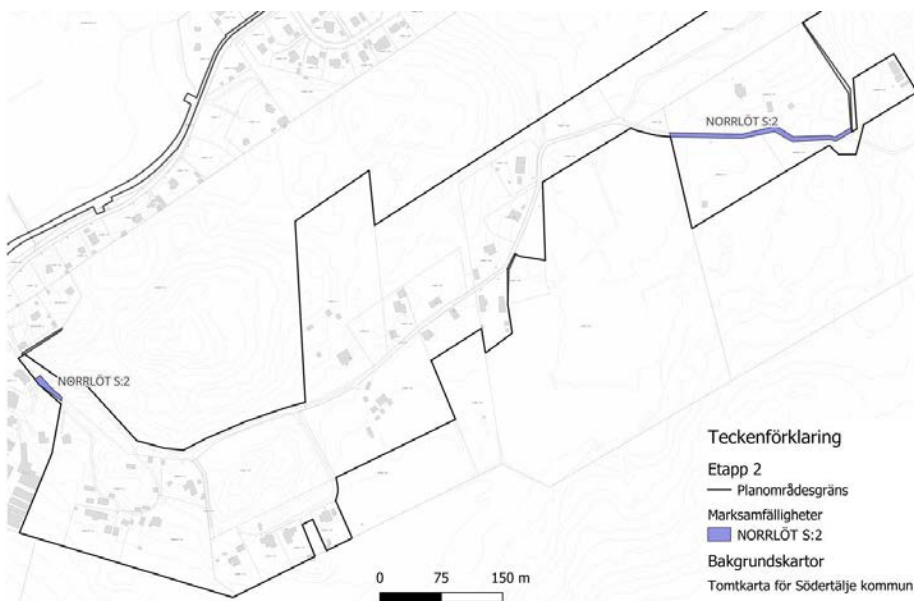 NORRLÖT S:2
NORRLÖT S:2
Teckenförklaring
Etapp 2
Planområdesgräns
Marksamfälligheter
NORRLÖT S:2
Bakgrundskartor
Tomtkarta för Södertälje kommun
0 75 150 m